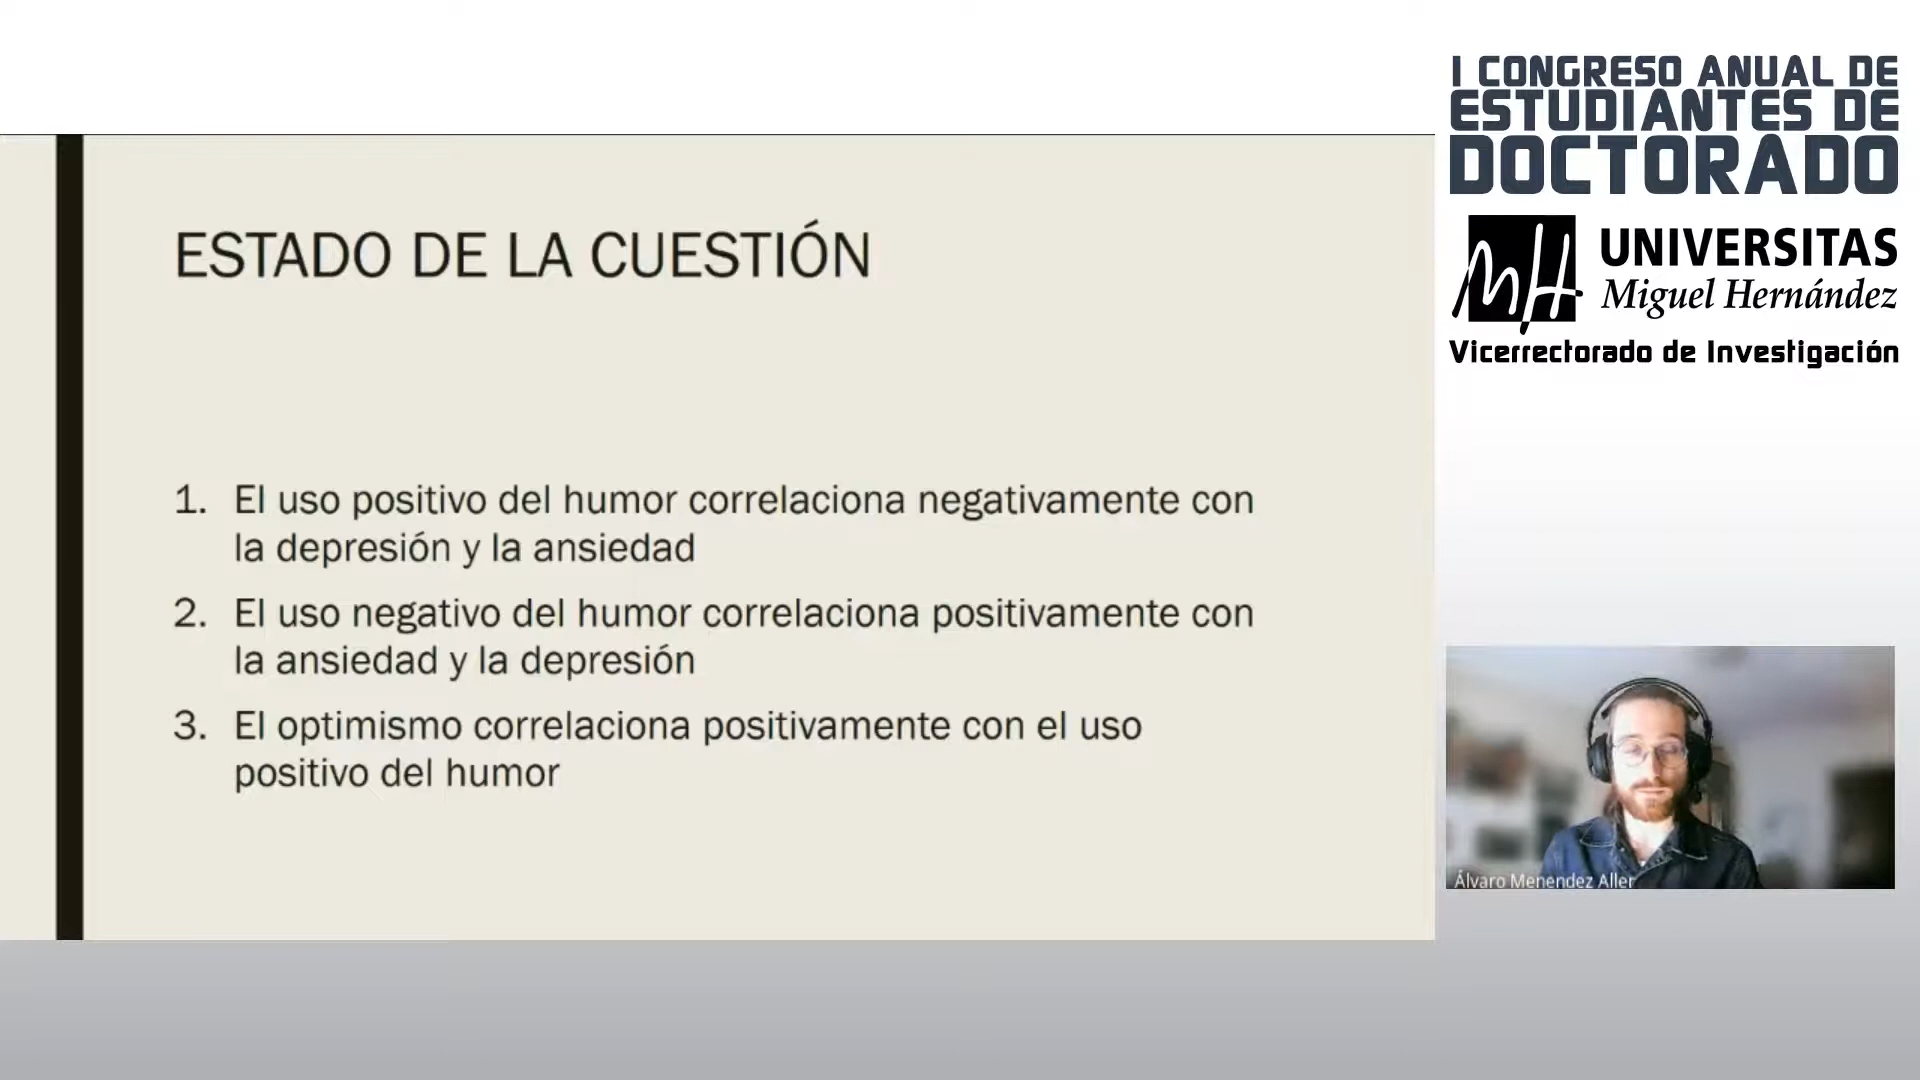 I CONGRESO ANUAL DE
ESTUDIANTES DE
DOCTORADO
MH
UNIVERSITAS
Miguel Hernández
Vicerrectorado de Investigación
ESTADO DE LA CUESTIÓN
1. El uso positivo del humor correlaciona negativamente con
la depresión y la ansiedad
2. El uso negativo del humor correlaciona positivamente con
la ansiedad y la depresión
3. El optimismo correlaciona positivamente con el uso
positivo del humor
Álvaro Menendez Aller